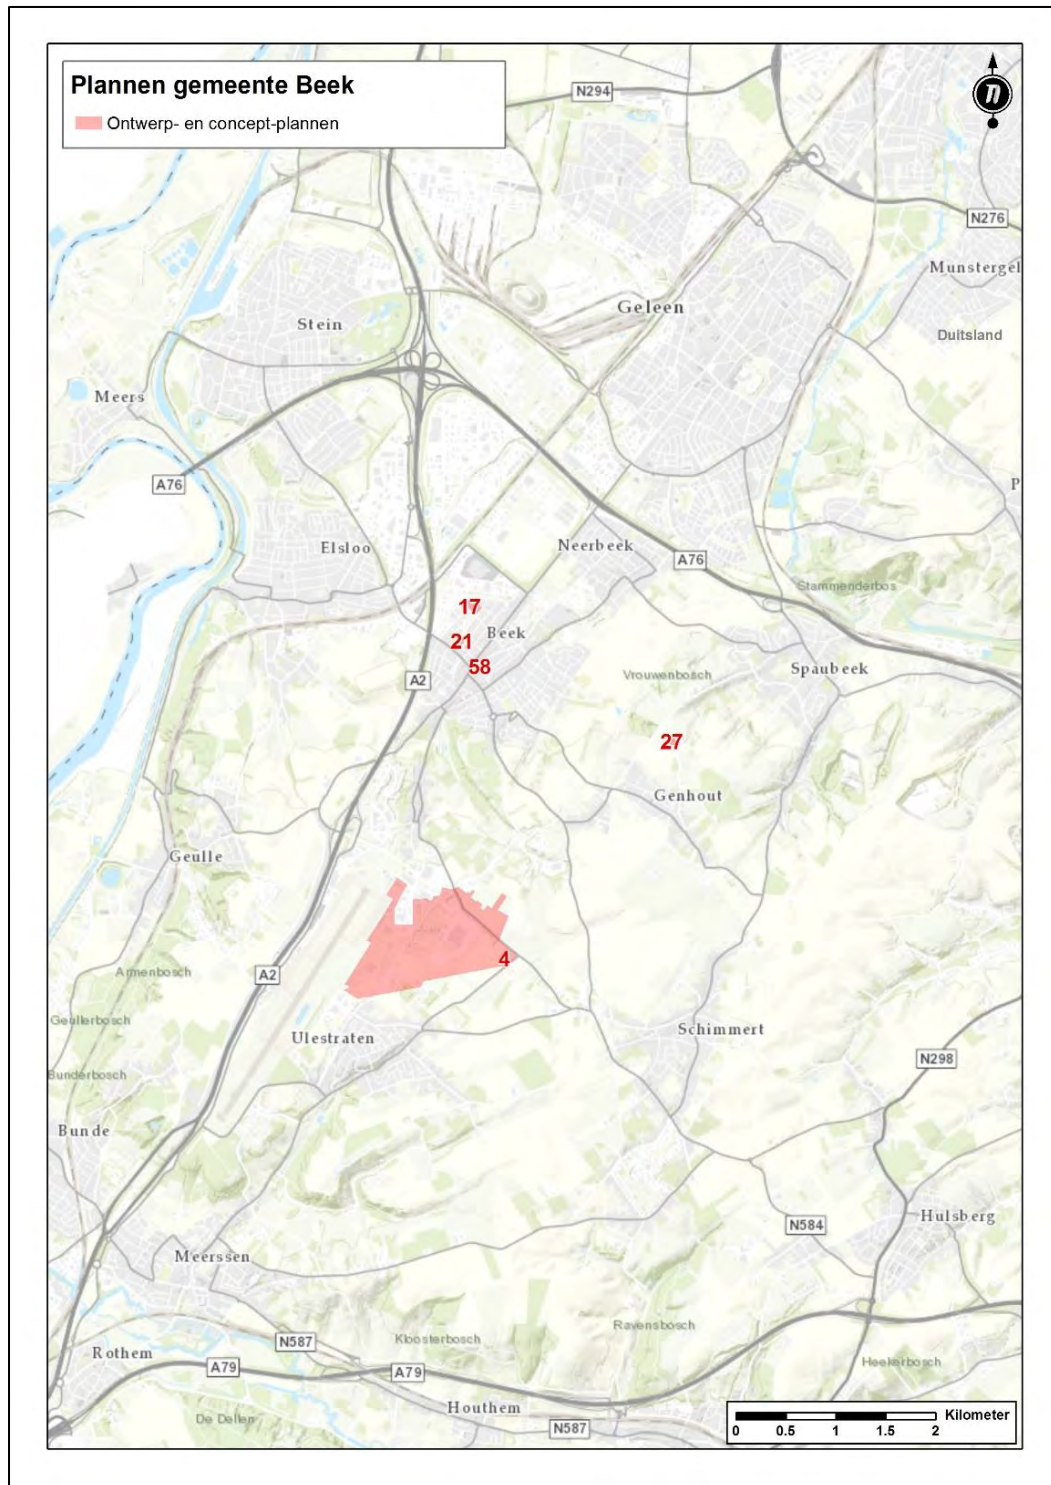 Plannen gemeente Beek
Ontwerp- en concept-plannen
n
N294
N276
Munstergel
Geleen
Stein
Duitsland
Meers
A76
P
Elsloo
Neerbeek
A76
Stammenderbos
17
21
Beek
58
Vrouwenbosch
Spaubeek
A2
27
Genhout
Geulle
4
Armenbosch
A2
Geullerbosch
Ulestraten
Schimmert
N298
Bunderbosch
Bunde
N584
Hulsberg
Meerssen
Ravensbosch
N587
Kloosterbosch
Rothem
A79
A79
Heekerbosch
Houthem
De Dellen
N587
Kilometer
0 0.5 1 1.5 2